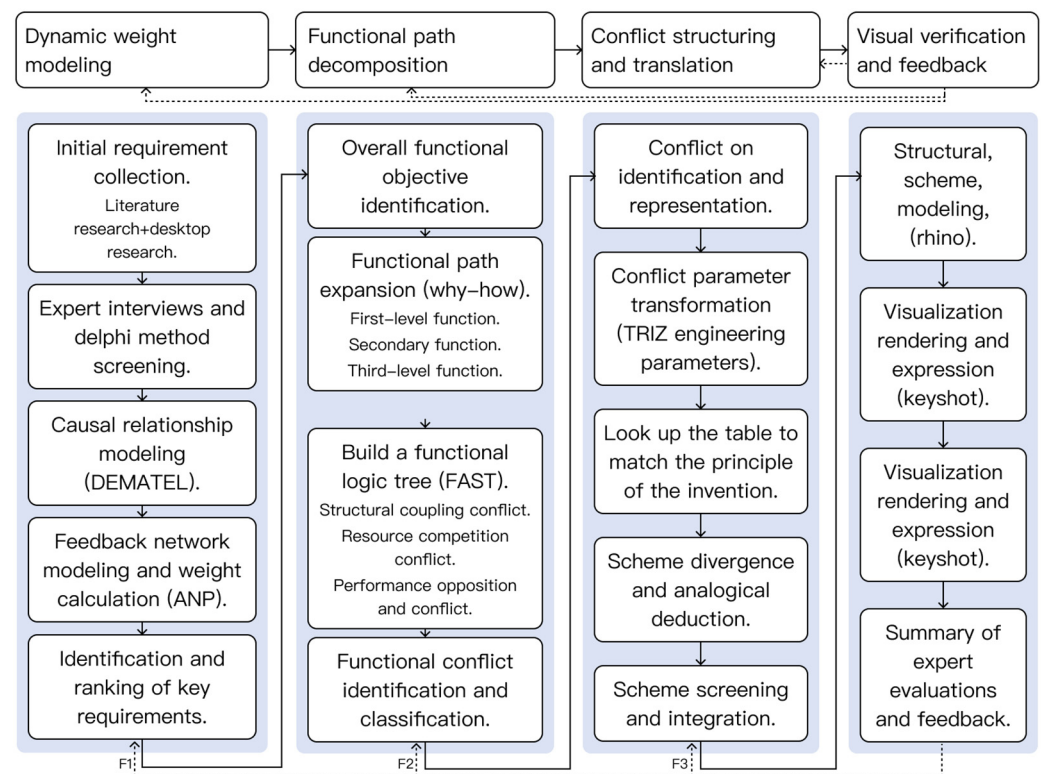 Dynamic weight
modeling
Functional path
decomposition
Conflict structuring
and translation
Visual verification
and feedback
Initial requirement
collection.
Literature
research+desktop
research.
Expert interviews and
delphi method
screening.
Causal relationship
modeling
(DEMATEL).
Feedback network
modeling and weight
calculation (ANP).
Identification and
ranking of key
requirements.
F1
Overall functional
objective
identification.
Functional path
expansion (why-how).
First-level function.
Secondary function.
Third-level function.
Build a functional
logic tree (FAST).
Structural coupling conflict.
Resource competition
conflict.
Performance opposition
and conflict.
Functional conflict
identification and
classification.
F2
Conflict on
identification and
representation.
Conflict parameter
transformation
(TRIZ engineering
parameters).
Look up the table to
match the principle
of the invention.
Scheme divergence
and analogical
deduction.
Scheme screening
and integration.
F3
Structural,
scheme,
modeling,
(rhino).
Visualization
rendering and
expression
(keyshot).
Visualization
rendering and
expression
(keyshot).
Summary of
expert
evaluations
and feedback.